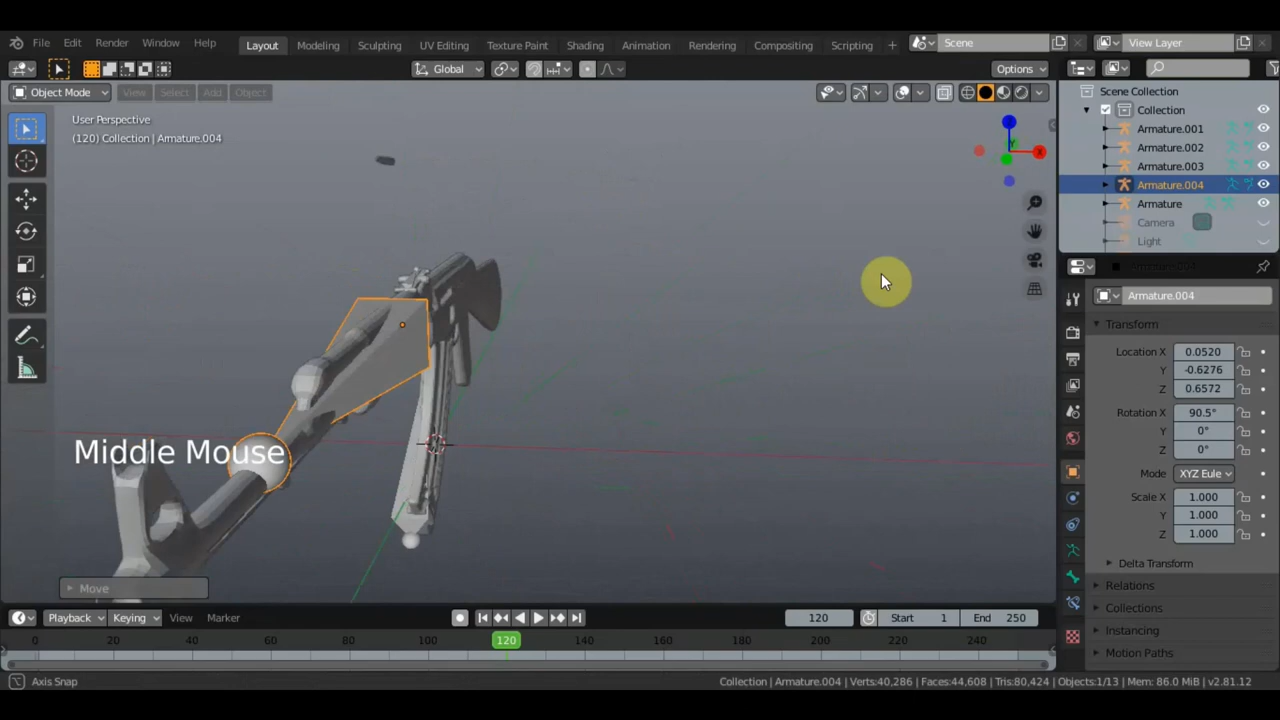 File Edit Render Window Help Layout Modeling Sculpting UV Editing Texture Paint Shading Animation Rendering Compositing Scripting + Scene View Layer
Global Options
Object Mode View Select Add Object
User Perspective
(120) Collection | Armature.004
Z
Y
X
Scene Collection
Collection
Armature.001
Armature.002
Armature.003
Armature.004
Armature
Camera
Light
Armature.004
Armature.004
Transform
Location X 0.0520
Y -0.6276
Z 0.6572
Rotation X 90.5°
Y 0°
Z 0°
Mode XYZ Eule
Scale X 1.000
Y 1.000
Z 1.000
Delta Transform
Relations
Collections
Instancing
Motion Paths
Middle Mouse
Move
Playback Keying View Marker 120 Start 1 End 250
0 20 40 60 80 100 120 140 160 180 200 220 240
Axis Snap Collection | Armature.004 | Verts:40,286 | Faces:44,608 | Tris:80,424 | Objects:1/13 | Mem: 86.0 MiB | v2.81.12